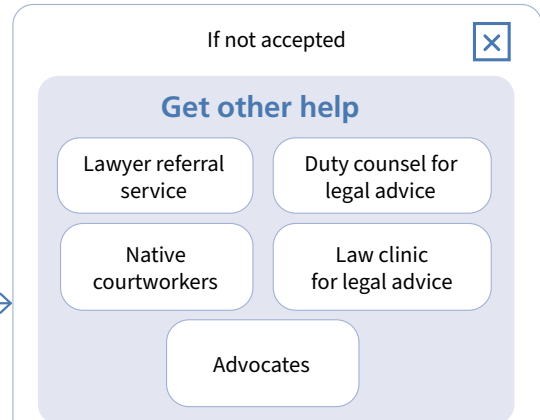 If not accepted
Get other help
Lawyer referral
service
Duty counsel for
legal advice
Native
courtworkers
Law clinic
for legal advice
Advocates